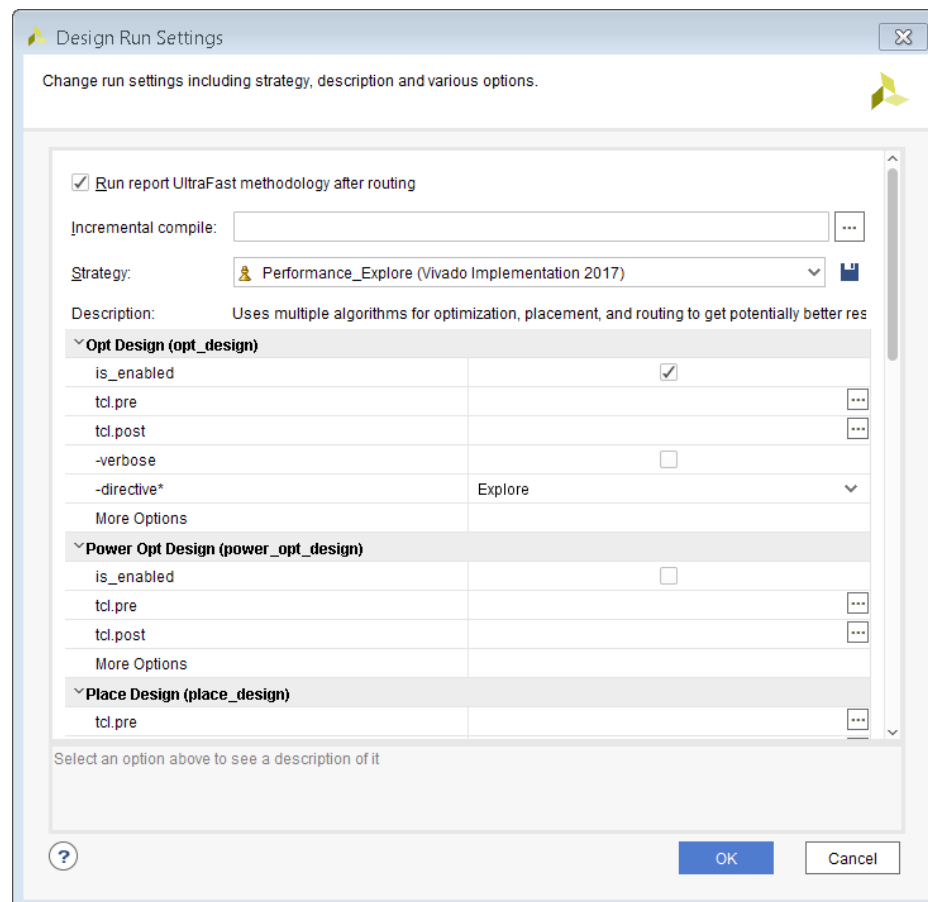 Design Run Settings
Change run settings including strategy, description and various options.
Run report UltraFast methodology after routing
Incremental compile:
...
Strategy: Performance_Explore (Vivado Implementation 2017)
Description: Uses multiple algorithms for optimization, placement, and routing to get potentially better res
Opt Design (opt_design)
is_enabled
tcl.pre ...
tcl.post ...
-verbose
-directive* Explore
More Options
Power Opt Design (power_opt_design)
is_enabled
tcl.pre ...
tcl.post ...
More Options
Place Design (place_design)
tcl.pre ...
Select an option above to see a description of it
? OK Cancel